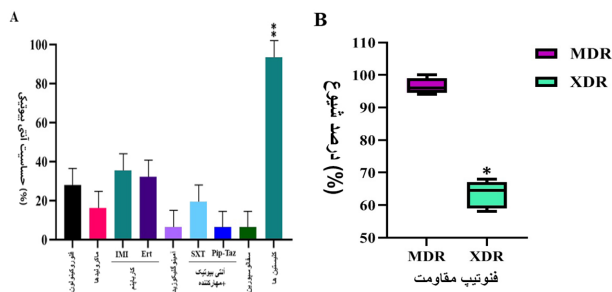 A
**
حساسیت آنتی بیوتیکی (%)
100
80
60
40
20
0
فلوروکینولون
ماکرولیدها
IMI
Ert
کارباپنم
آمینوگلیکوزید
SXT
Pip-Taz
آنتی بیوتیک
+مهارکننده
سفالوسپورین
کلیستین ها
B
درصد شیوع (%)
110
100
90
80
70
60
50
*
MDR
XDR
فنوتیپ مقاومت
MDR
XDR